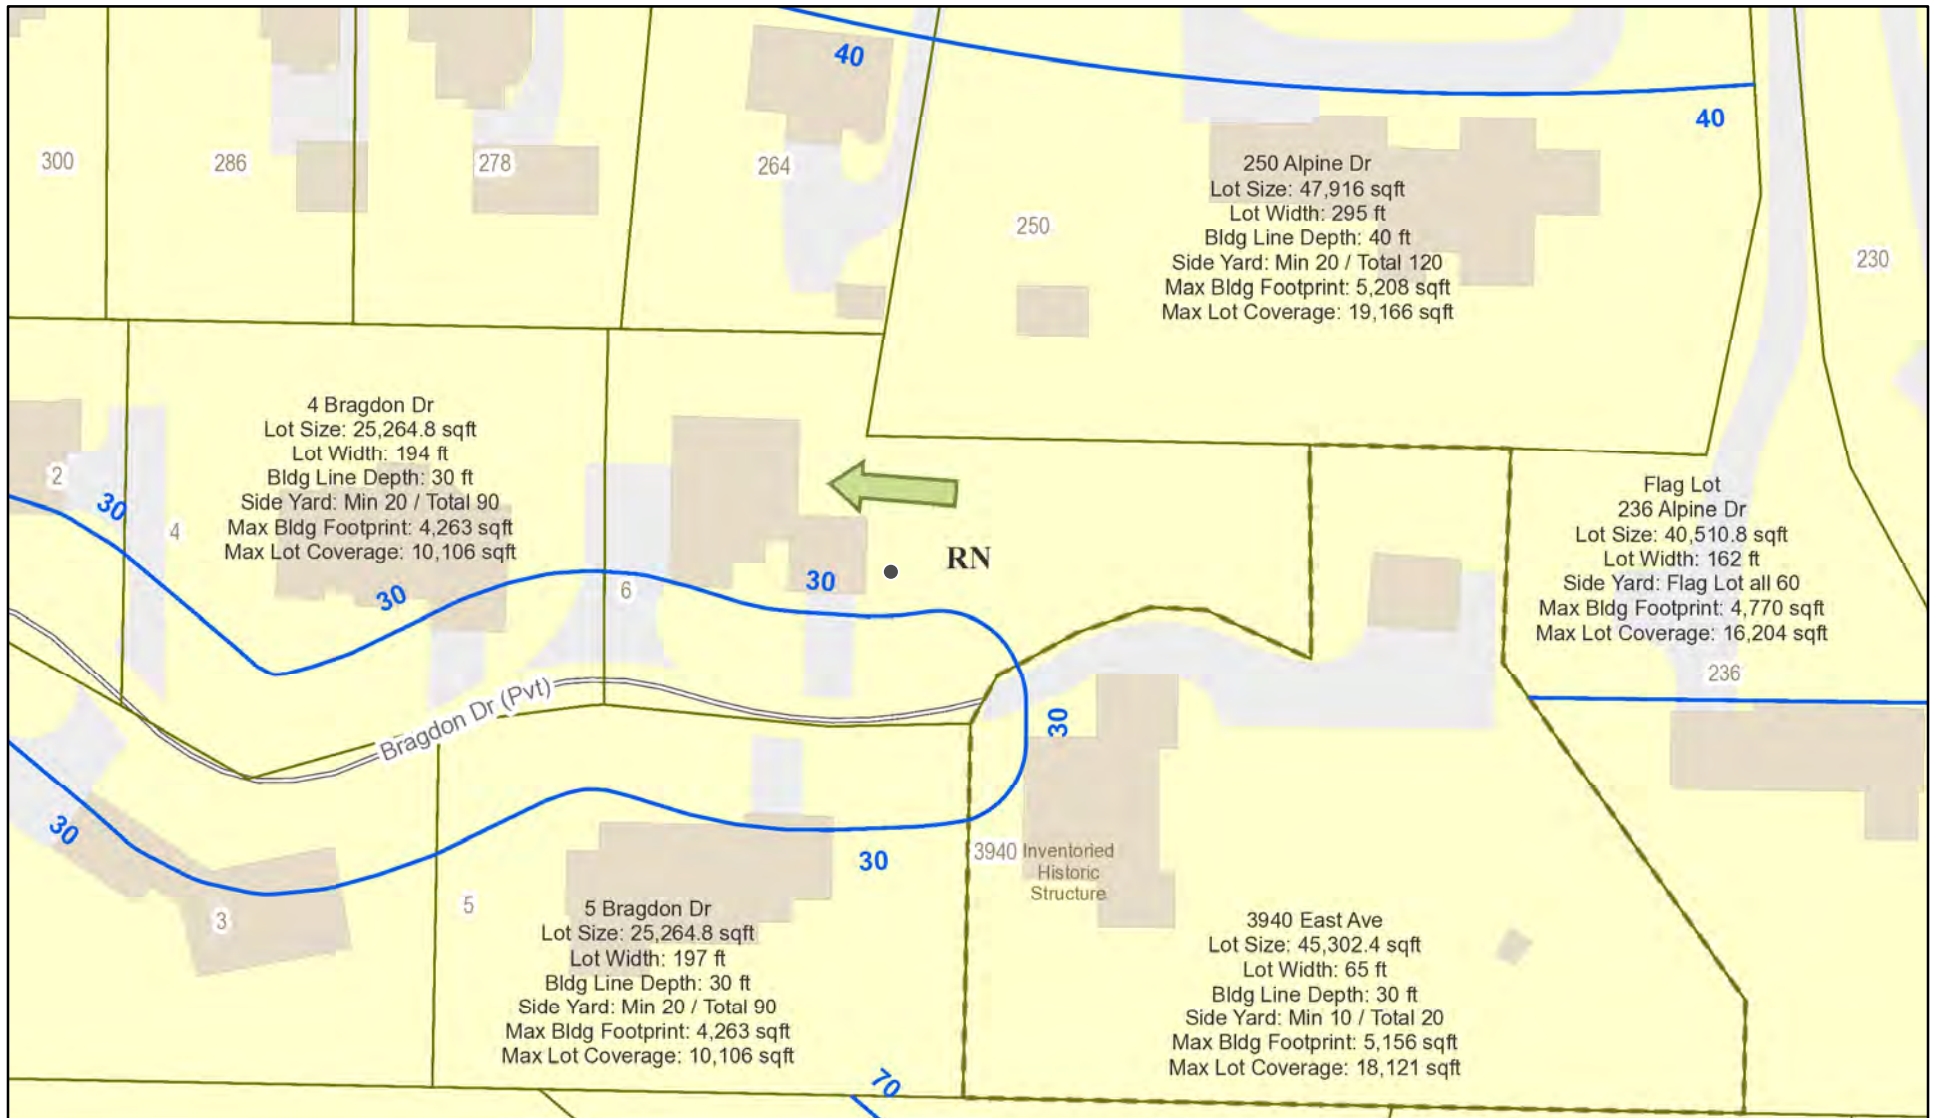 40
40
300
286
278
264
250
230
250 Alpine Dr
Lot Size: 47,916 sqft
Lot Width: 295 ft
Bldg Line Depth: 40 ft
Side Yard: Min 20 / Total 120
Max Bldg Footprint: 5,208 sqft
Max Lot Coverage: 19,166 sqft
4 Bragdon Dr
Lot Size: 25,264.8 sqft
Lot Width: 194 ft
Bldg Line Depth: 30 ft
Side Yard: Min 20 / Total 90
Max Bldg Footprint: 4,263 sqft
Max Lot Coverage: 10,106 sqft
2
30
4
30
6
30
RN
Flag Lot
236 Alpine Dr
Lot Size: 40,510.8 sqft
Lot Width: 162 ft
Side Yard: Flag Lot all 60
Max Bldg Footprint: 4,770 sqft
Max Lot Coverage: 16,204 sqft
236
Bragdon Dr (Pvt)
30
30
30
3940
Inventoried
Historic
Structure
3
5
5 Bragdon Dr
Lot Size: 25,264.8 sqft
Lot Width: 197 ft
Bldg Line Depth: 30 ft
Side Yard: Min 20 / Total 90
Max Bldg Footprint: 4,263 sqft
Max Lot Coverage: 10,106 sqft
3940 East Ave
Lot Size: 45,302.4 sqft
Lot Width: 65 ft
Bldg Line Depth: 30 ft
Side Yard: Min 10 / Total 20
Max Bldg Footprint: 5,156 sqft
Max Lot Coverage: 18,121 sqft
70